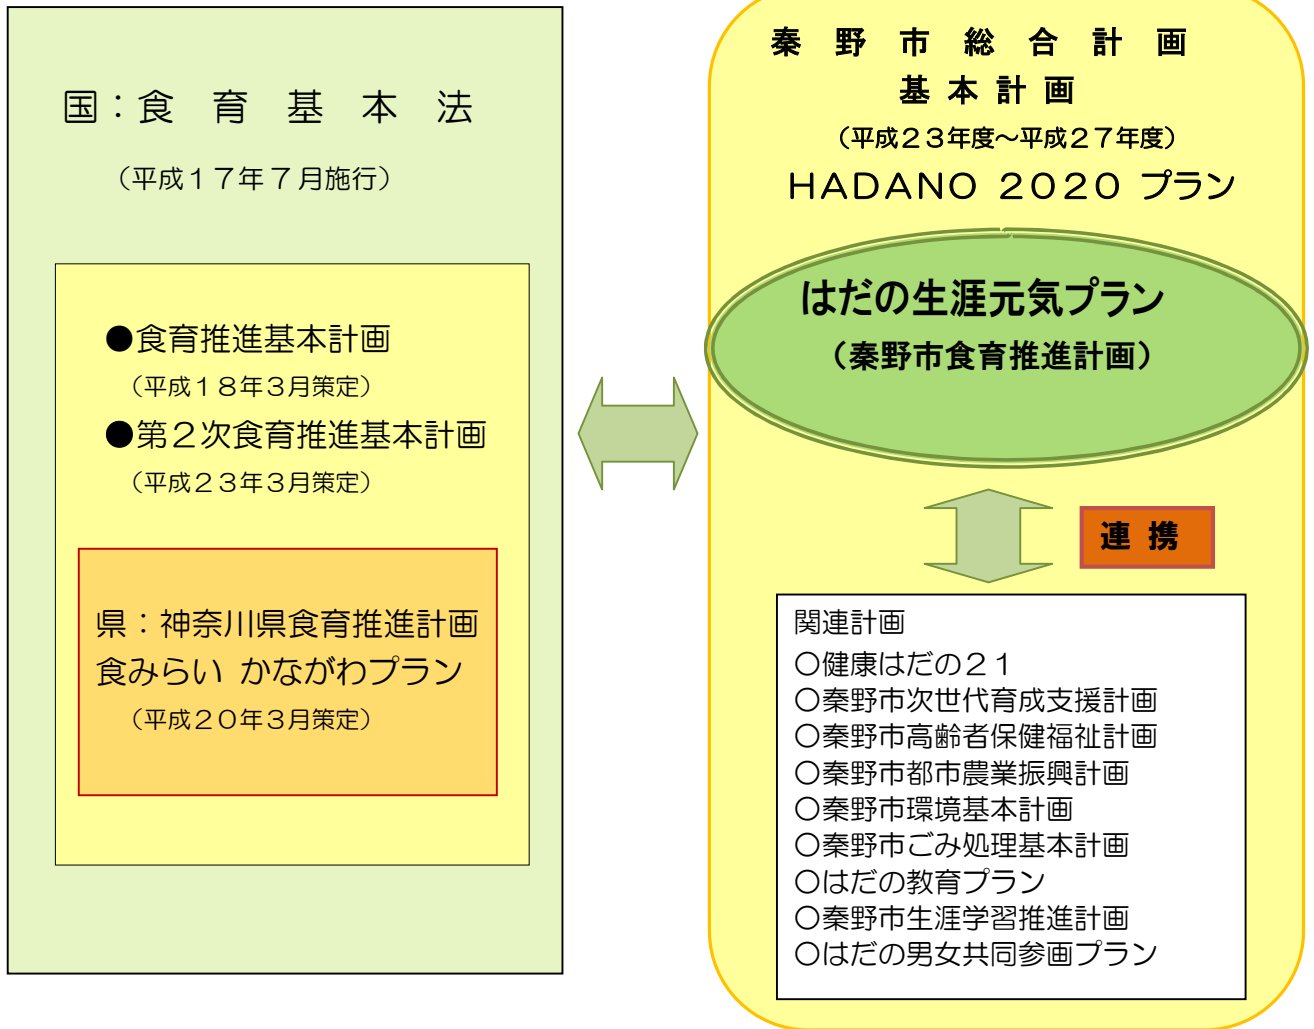 国：食　育　基　本　法
（平成１７年７月施行）
●食育推進基本計画
（平成１８年３月策定）
●第２次食育推進基本計画
（平成２３年３月策定）
県：神奈川県食育推進計画
食みらい かながわプラン
（平成２０年３月策定）
秦　野　市　総　合　計　画
基 本 計 画
（平成２３年度～平成２７年度）
ＨＡＤＡＮＯ ２０２０ プラン
はだの生涯元気プラン
（秦野市食育推進計画）
連 携
関連計画
○健康はだの２１
○秦野市次世代育成支援計画
○秦野市高齢者保健福祉計画
○秦野市都市農業振興計画
○秦野市環境基本計画
○秦野市ごみ処理基本計画
○はだの教育プラン
○秦野市生涯学習推進計画
○はだの男女共同参画プラン